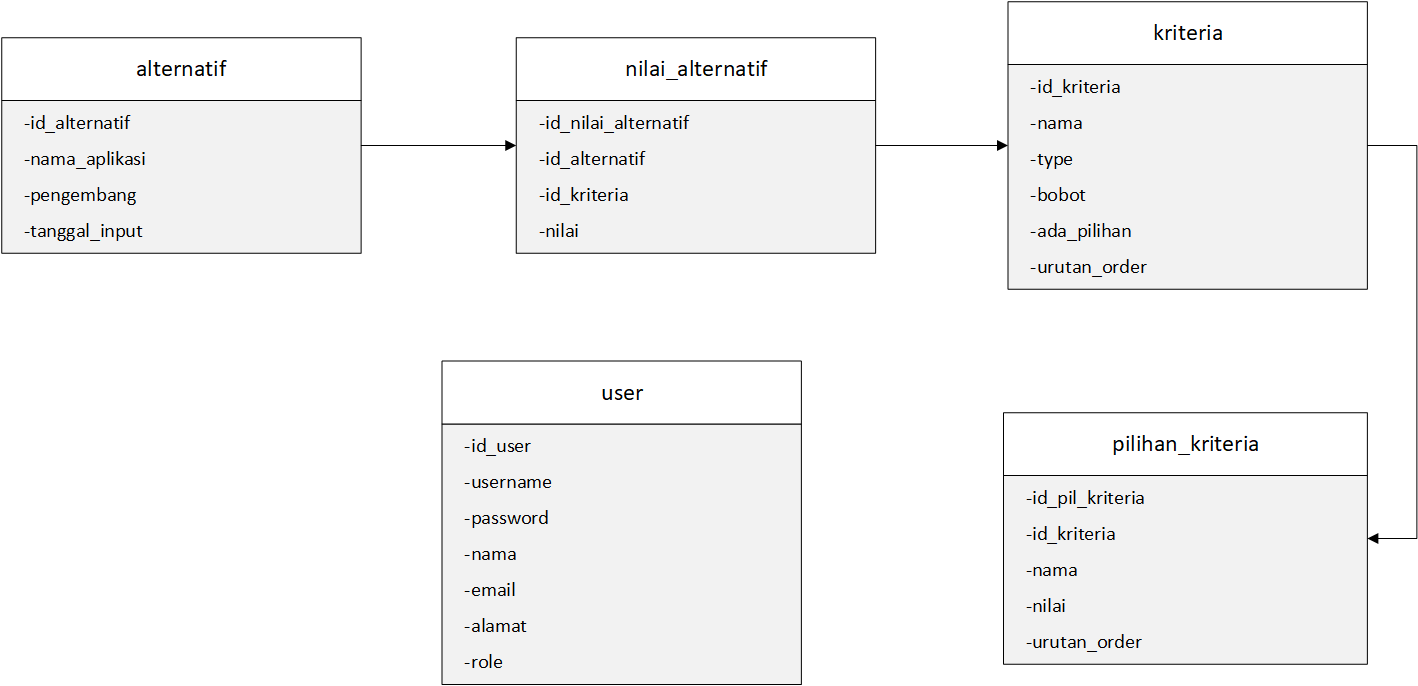 alternatif
-id_alternatif
-nama_aplikasi
-pengembang
-tanggal_input
nilai_alternatif
-id_nilai_alternatif
-id_alternatif
-id_kriteria
-nilai
kriteria
-id_kriteria
-nama
-type
-bobot
-ada_pilihan
-urutan_order
user
-id_user
-username
-password
-nama
-email
-alamat
-role
pilihan_kriteria
-id_pil_kriteria
-id_kriteria
-nama
-nilai
-urutan_order